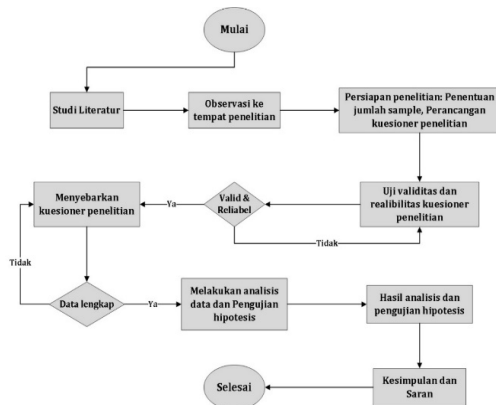 Mulai
Studi Literatur
Observasi ke
tempat penelitian
Persiapan penelitian: Penentuan
jumlah sample, Perancangan
kuesioner penelitian
Menyebarkan
kuesioner penelitian
Ya
Valid &
Reliabel
Uji validitas dan
realibilitas kuesioner
penelitian
Tidak
Tidak
Data lengkap
Ya
Melakukan analisis
data dan Pengujian
hipotesis
Hasil analisis dan
pengujian hipotesis
Selesai
Kesimpulan dan
Saran